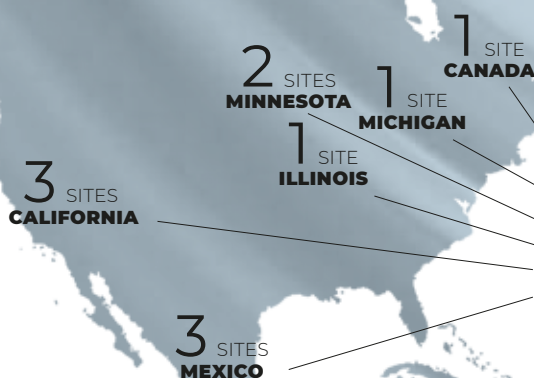 1 SITE
CANADA
2 SITES
MINNESOTA
1 SITE
MICHIGAN
1 SITE
ILLINOIS
3 SITES
CALIFORNIA
3 SITES
MEXICO